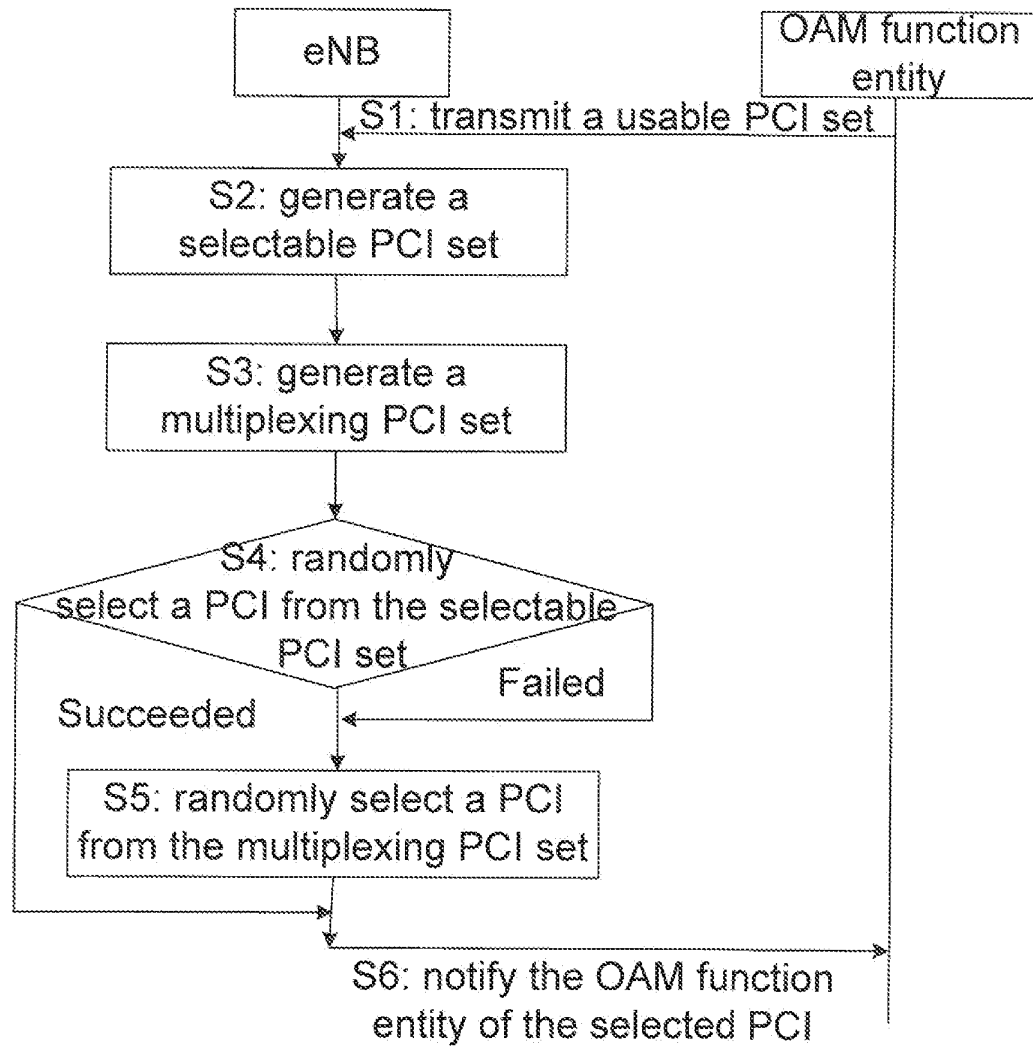 eNB
OAM function
entity
S1: transmit a usable PCI set
S2: generate a
selectable PCI set
S3: generate a
multiplexing PCI set
S4: randomly
select a PCI from the selectable
PCI set
Failed
Succeeded
S5: randomly select a PCI
from the multiplexing PCI set
S6: notify the OAM function
entity of the selected PCI